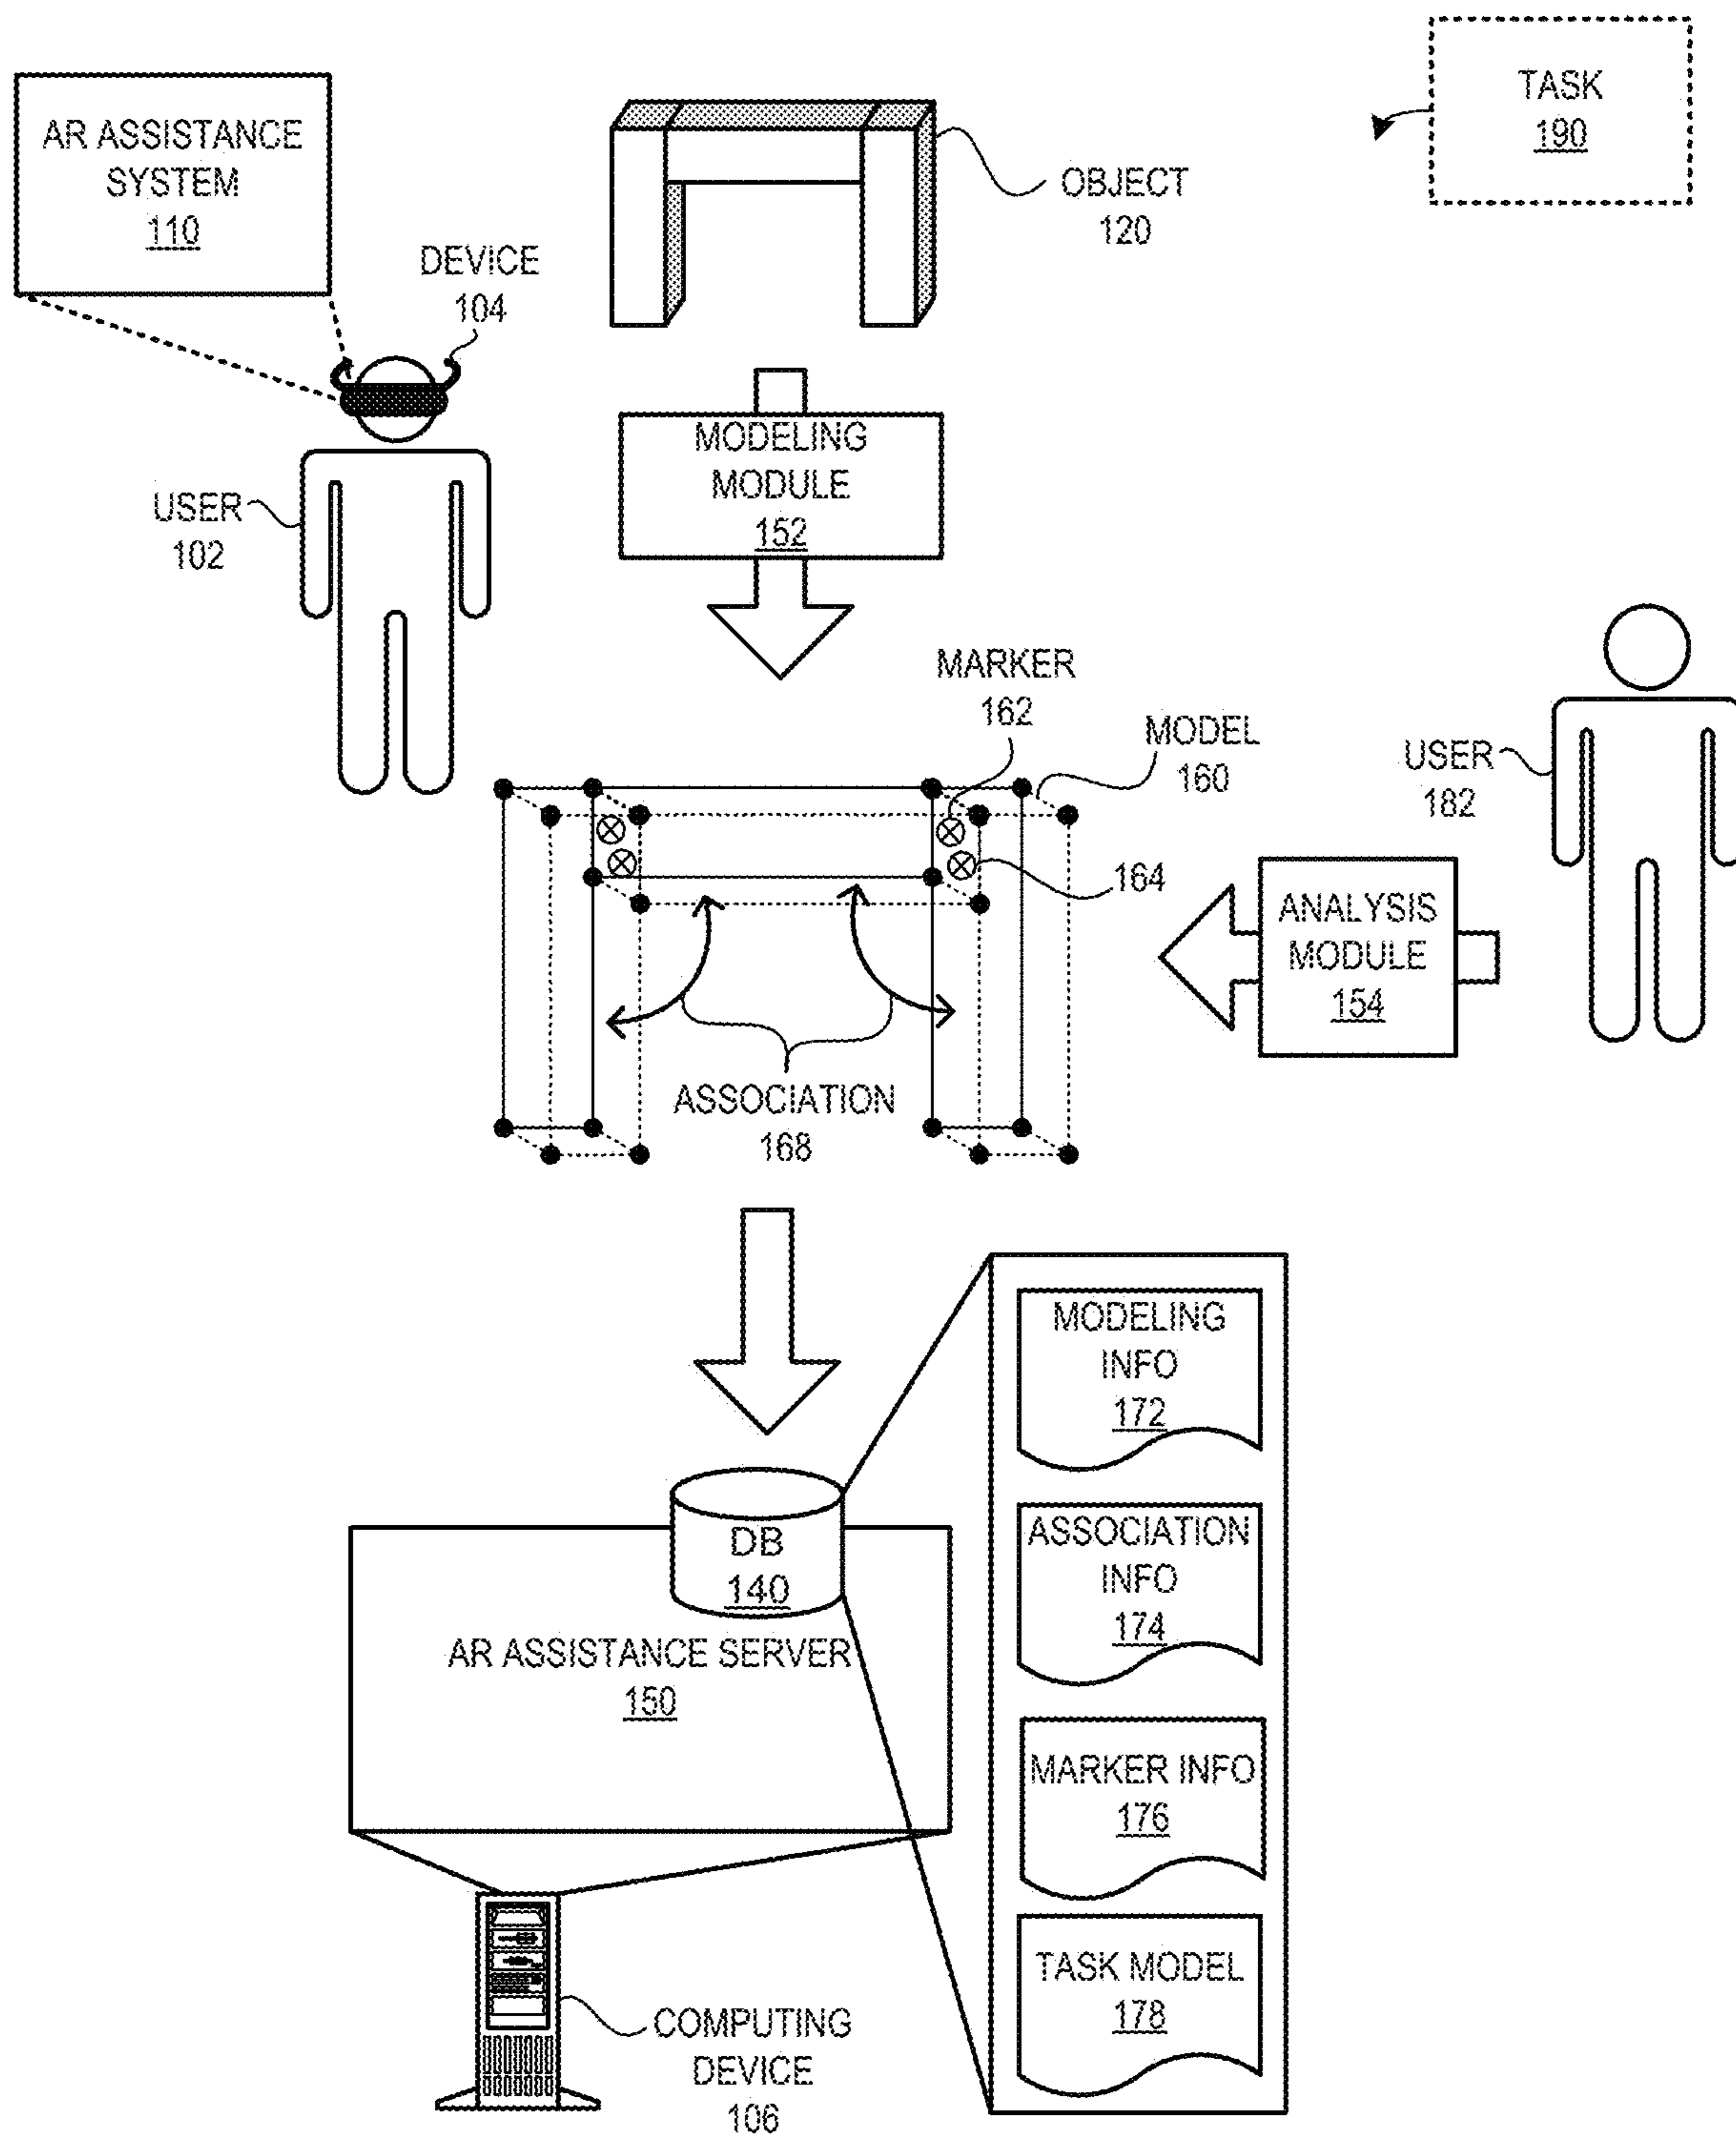 TASK
190
AR ASSISTANCE
SYSTEM
110
OBJECT
120
DEVICE
104
MODELING
MODULE
152
USER
102
MARKER
162
MODEL
160
USER
182
164
ANALYSIS
MODULE
154
ASSOCIATION
168
MODELING
INFO
172
DB
140
ASSOCIATION
INFO
174
AR ASSISTANCE SERVER
150
MARKER INFO
176
TASK MODEL
178
COMPUTING
DEVICE
106